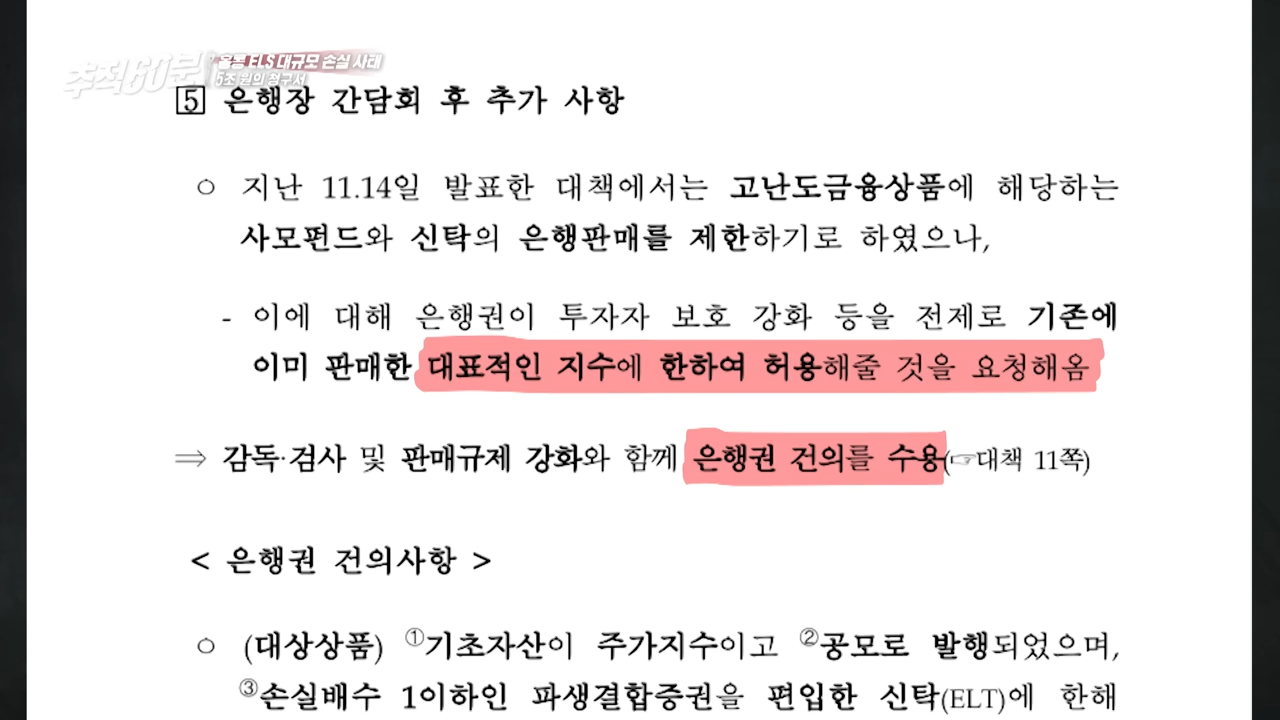 추적60분
홍콩 ELS 대규모 손실 사태
5조 원의 청구서
5 은행장 간담회 후 추가 사항
○ 지난 11.14일 발표한 대책에서는 고난도금융상품에 해당하는
사모펀드와 신탁의 은행판매를 제한하기로 하였으나,
- 이에 대해 은행권이 투자자 보호 강화 등을 전제로 기존에
이미 판매한 대표적인 지수에 한하여 허용해줄 것을 요청해옴
⇒ 감독·검사 및 판매규제 강화와 함께 은행권 건의를 수용(☞대책 11쪽)
< 은행권 건의사항 >
○ (대상상품) ①기초자산이 주가지수이고 ②공모로 발행되었으며,
③손실배수 1이하인 파생결합증권을 편입한 신탁(ELT)에 한해